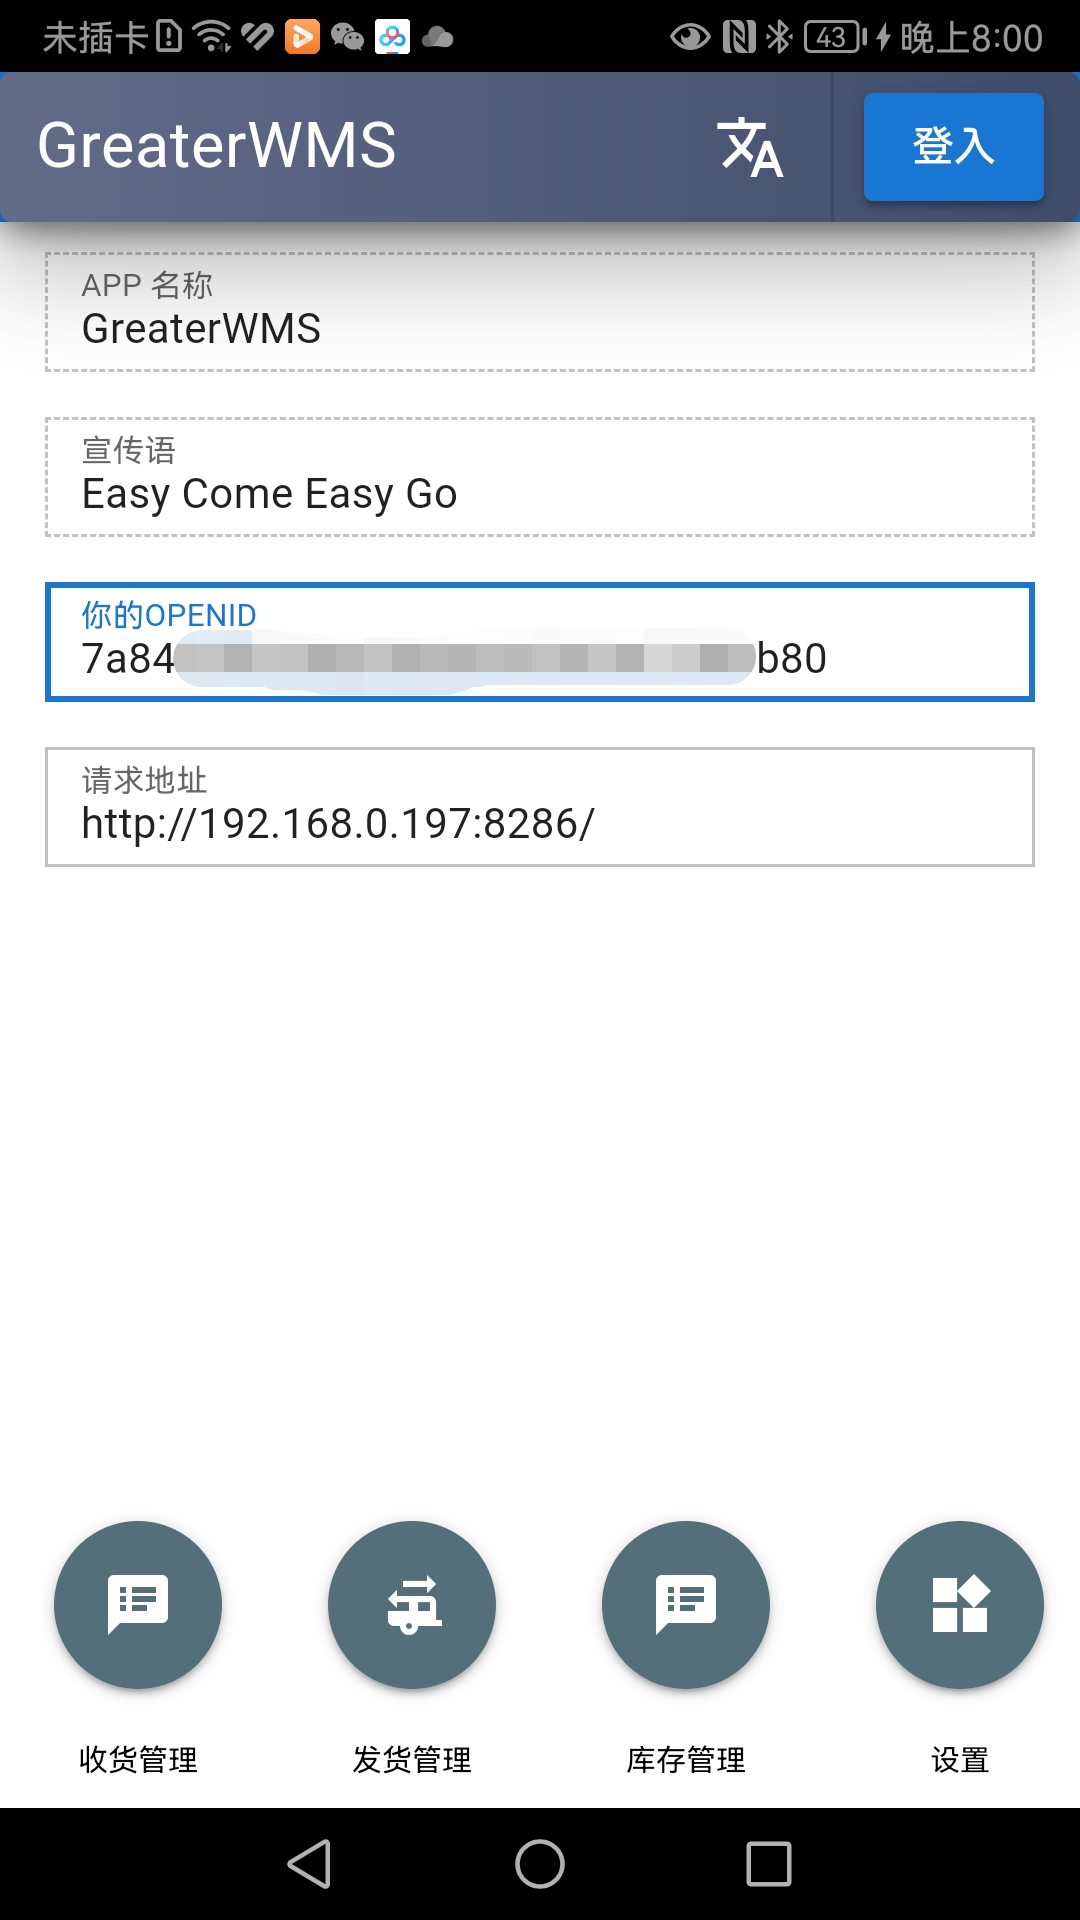 未插卡 43 晚上8:00
GreaterWMS 登入
APP 名称
GreaterWMS
宣传语
Easy Come Easy Go
你的OPENID
7a84 b80
请求地址
http://192.168.0.197:8286/
收货管理 发货管理 库存管理 设置